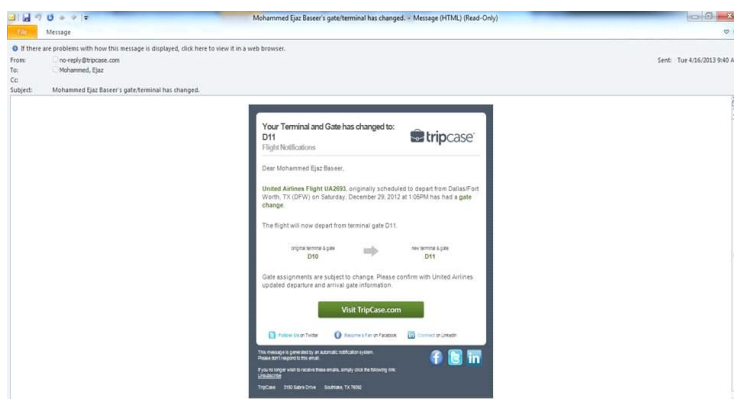 Mohammed Ejaz Baseer's gate/terminal has changed. - Message (HTML) (Read-Only)
File Message
If there are problems with how this message is displayed, click here to view it in a web browser.
From: no-reply@tripcase.com Sent: Tue 4/16/2013 9:40 A
To: Mohammed, Ejaz
Cc:
Subject: Mohammed Ejaz Baseer's gate/terminal has changed.
Your Terminal and Gate has changed to:
D11
tripcase
Flight Notifications
Dear Mohammed Ejaz Baseer,
United Airlines Flight UA2693, originally scheduled to depart from Dallas/Fort
Worth, TX (DFW) on Saturday, December 29, 2012 at 1:05PM has had a gate
change.
The flight will now depart from terminal gate D11.
original terminal & gate new terminal & gate
D10 D11
Gate assignments are subject to change. Please confirm with United Airlines
updated departure and arrival gate information.
Visit TripCase.com
Follow Us on Twitter Become a Fan on Facebook Connect on LinkedIn
This message is generated by an automatic notification system.
Please don't respond to this email.
If you no longer wish to receive these emails, simply click the following link:
Unsubscribe
TripCase 3150 Sabre Drive Southlake, TX 76092